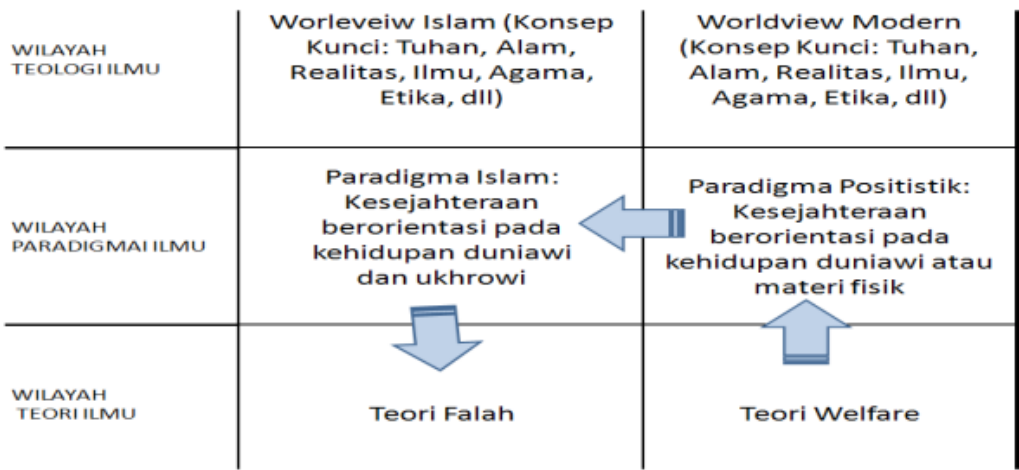 WILAYAH
TEOLOGI ILMU
Worleveiw Islam (Konsep
Kunci: Tuhan, Alam,
Realitas, Ilmu, Agama,
Etika, dll)
Worldview Modern
(Konsep Kunci: Tuhan,
Alam, Realitas, Ilmu,
Agama, Etika, dll)
WILAYAH
PARADIGMAI ILMU
Paradigma Islam:
Kesejahteraan
berorientasi pada
kehidupan duniawi
dan ukhrowi
Paradigma Positistik:
Kesejahteraan
berorientasi pada
kehidupan duniawi atau
materi fisik
WILAYAH
TEORI ILMU
Teori Falah
Teori Welfare